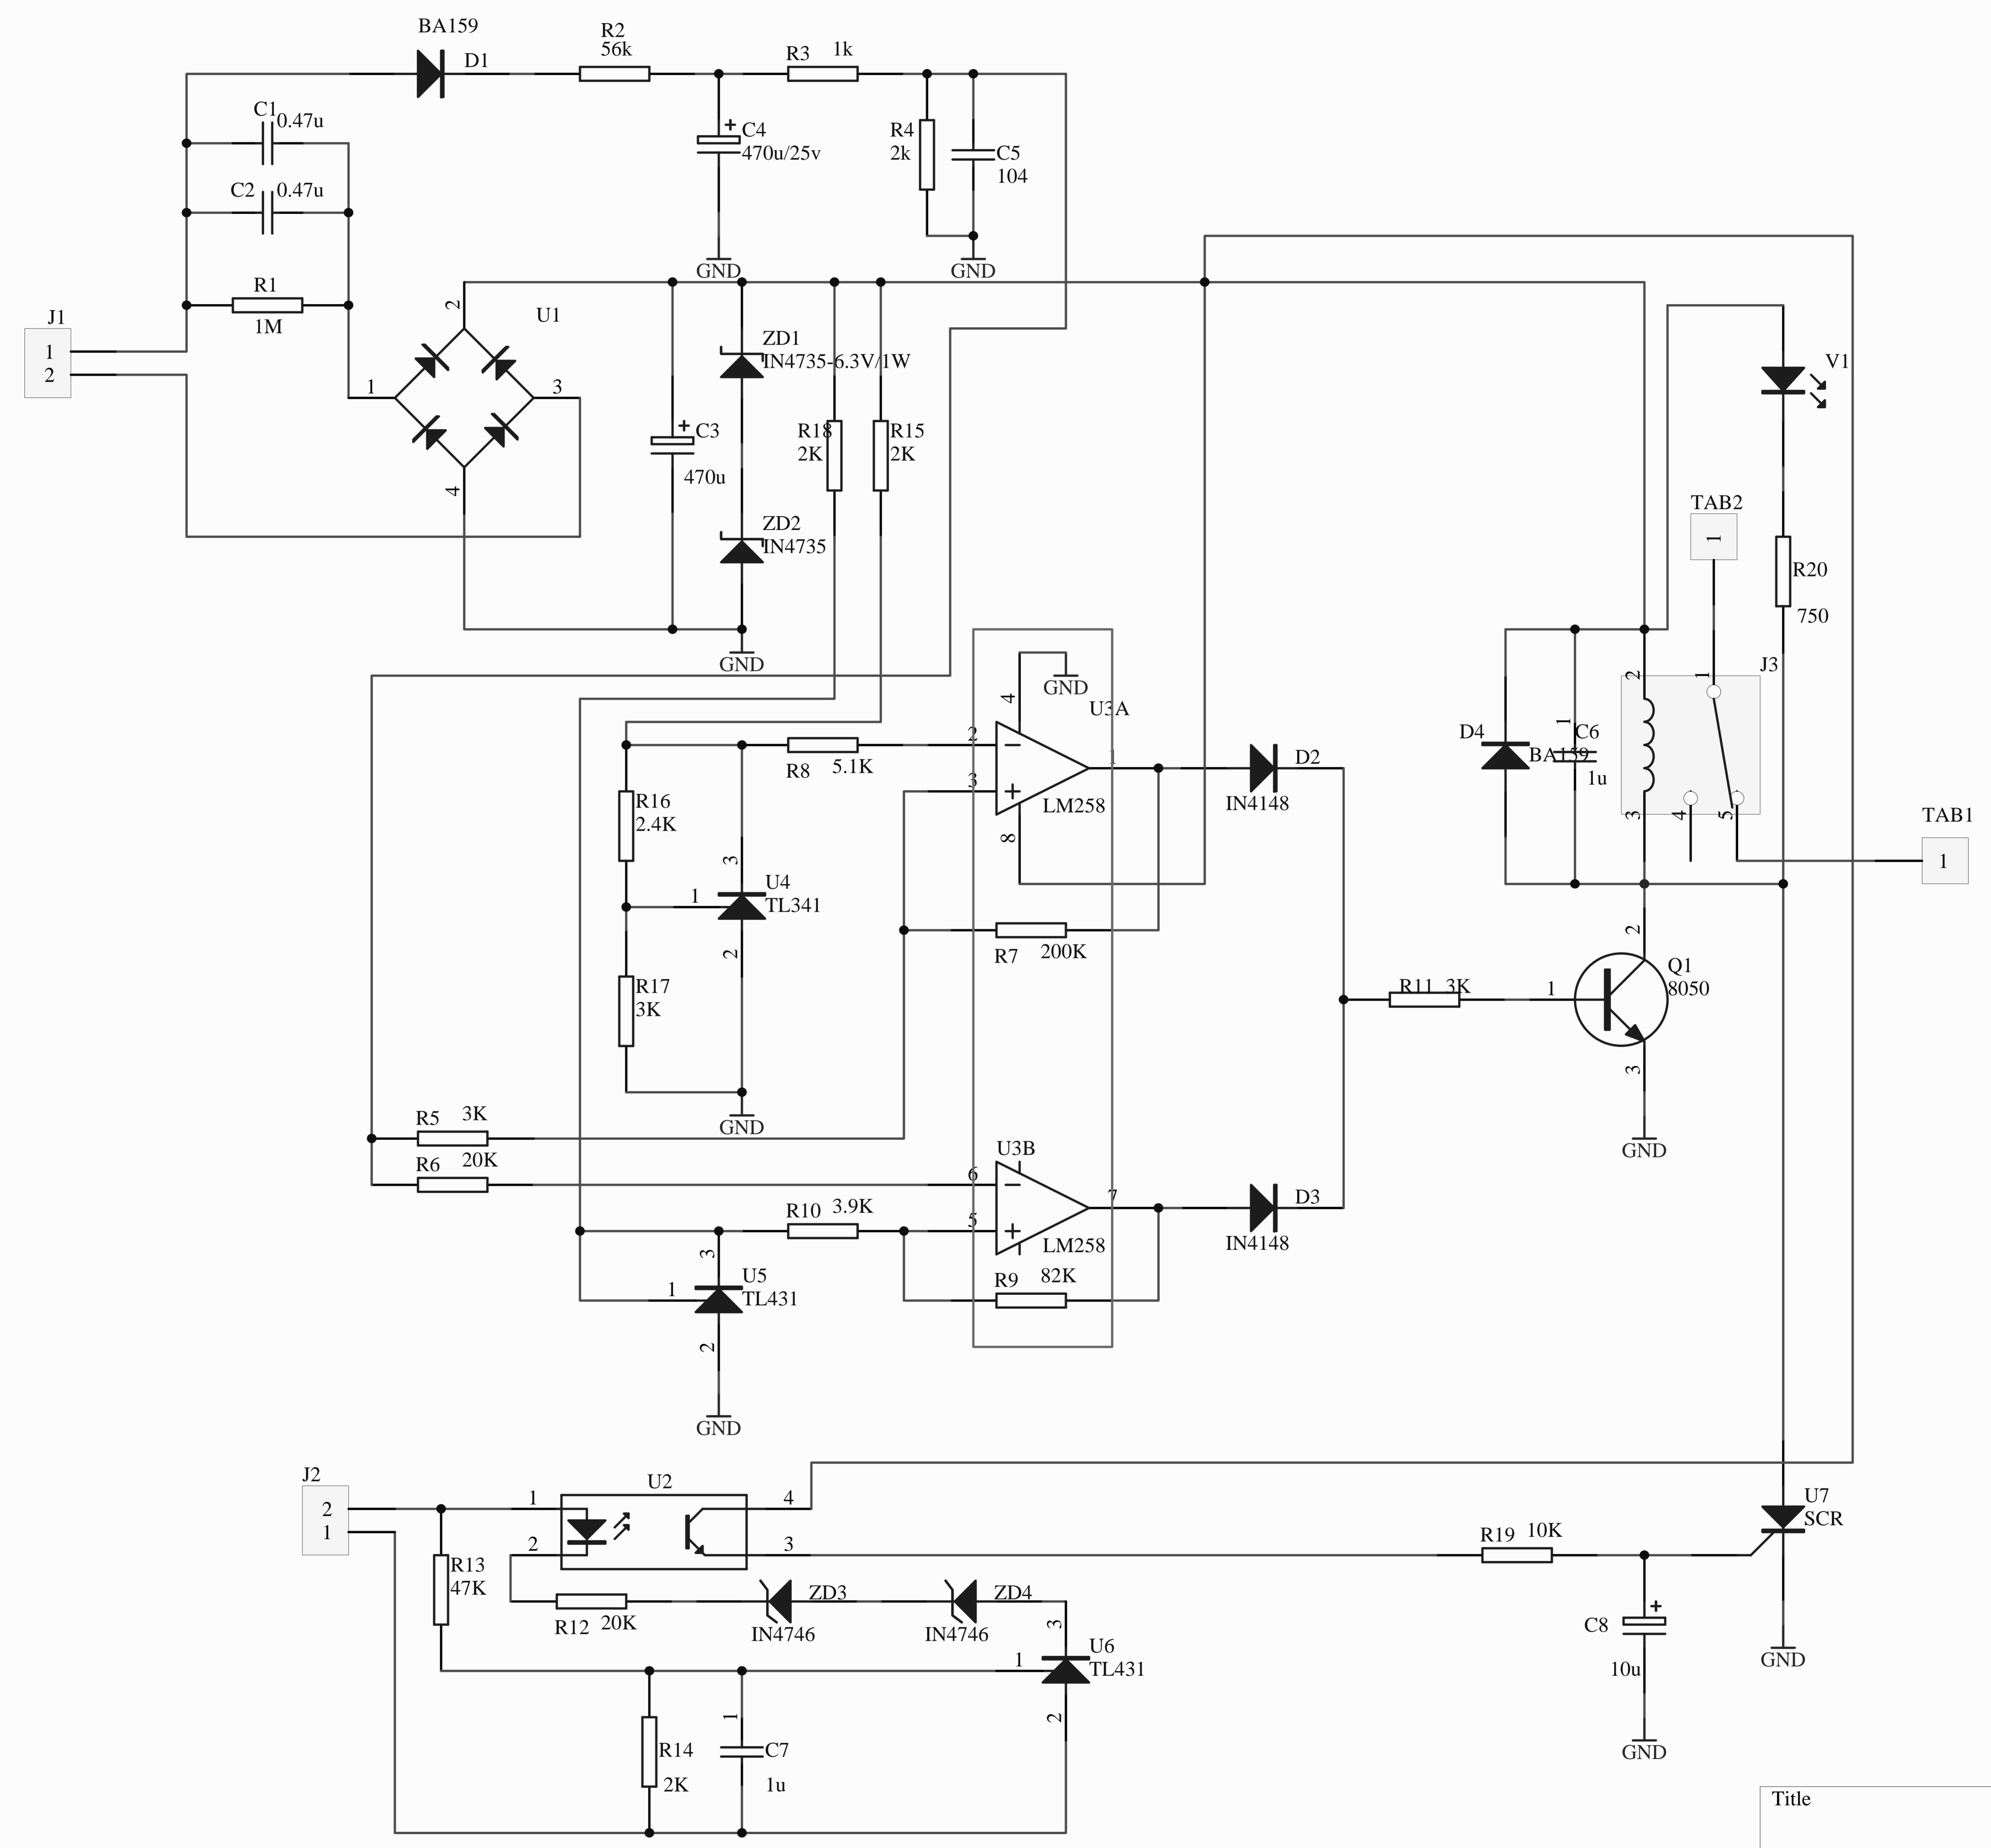 BA159
D1
R2
56k
R3 1k
C1 0.47u
C2 0.47u
C4
470u/25v
R4
2k
C5
104
GND
GND
R1
1M
J1
1
2
2
U1
1
3
4
ZD1
IN4735-6.3V/1W
C3
470u
R18
2K
R15
2K
ZD2
IN4735
GND
V1
TAB2
1
R20
750
J3
2
1
4
GND
U3A
2
3
1
LM258
8
R8 5.1K
D2
IN4148
D4
BA159
1
C6
1u
3
4
5
TAB1
1
R16
2.4K
3
U4
TL341
1
2
R7 200K
R17
3K
GND
2
Q1
8050
R11 3K
1
3
GND
R5 3K
R6 20K
U3B
6
5
7
LM258
R10 3.9K
D3
IN4148
3
U5
TL431
1
2
R9 82K
GND
J2
2
1
U2
1
2
4
3
R13
47K
R12 20K
ZD3
IN4746
ZD4
IN4746
3
U6
TL431
1
2
R14
2K
1
C7
1u
R19 10K
U7
SCR
C8
10u
GND
GND
Title